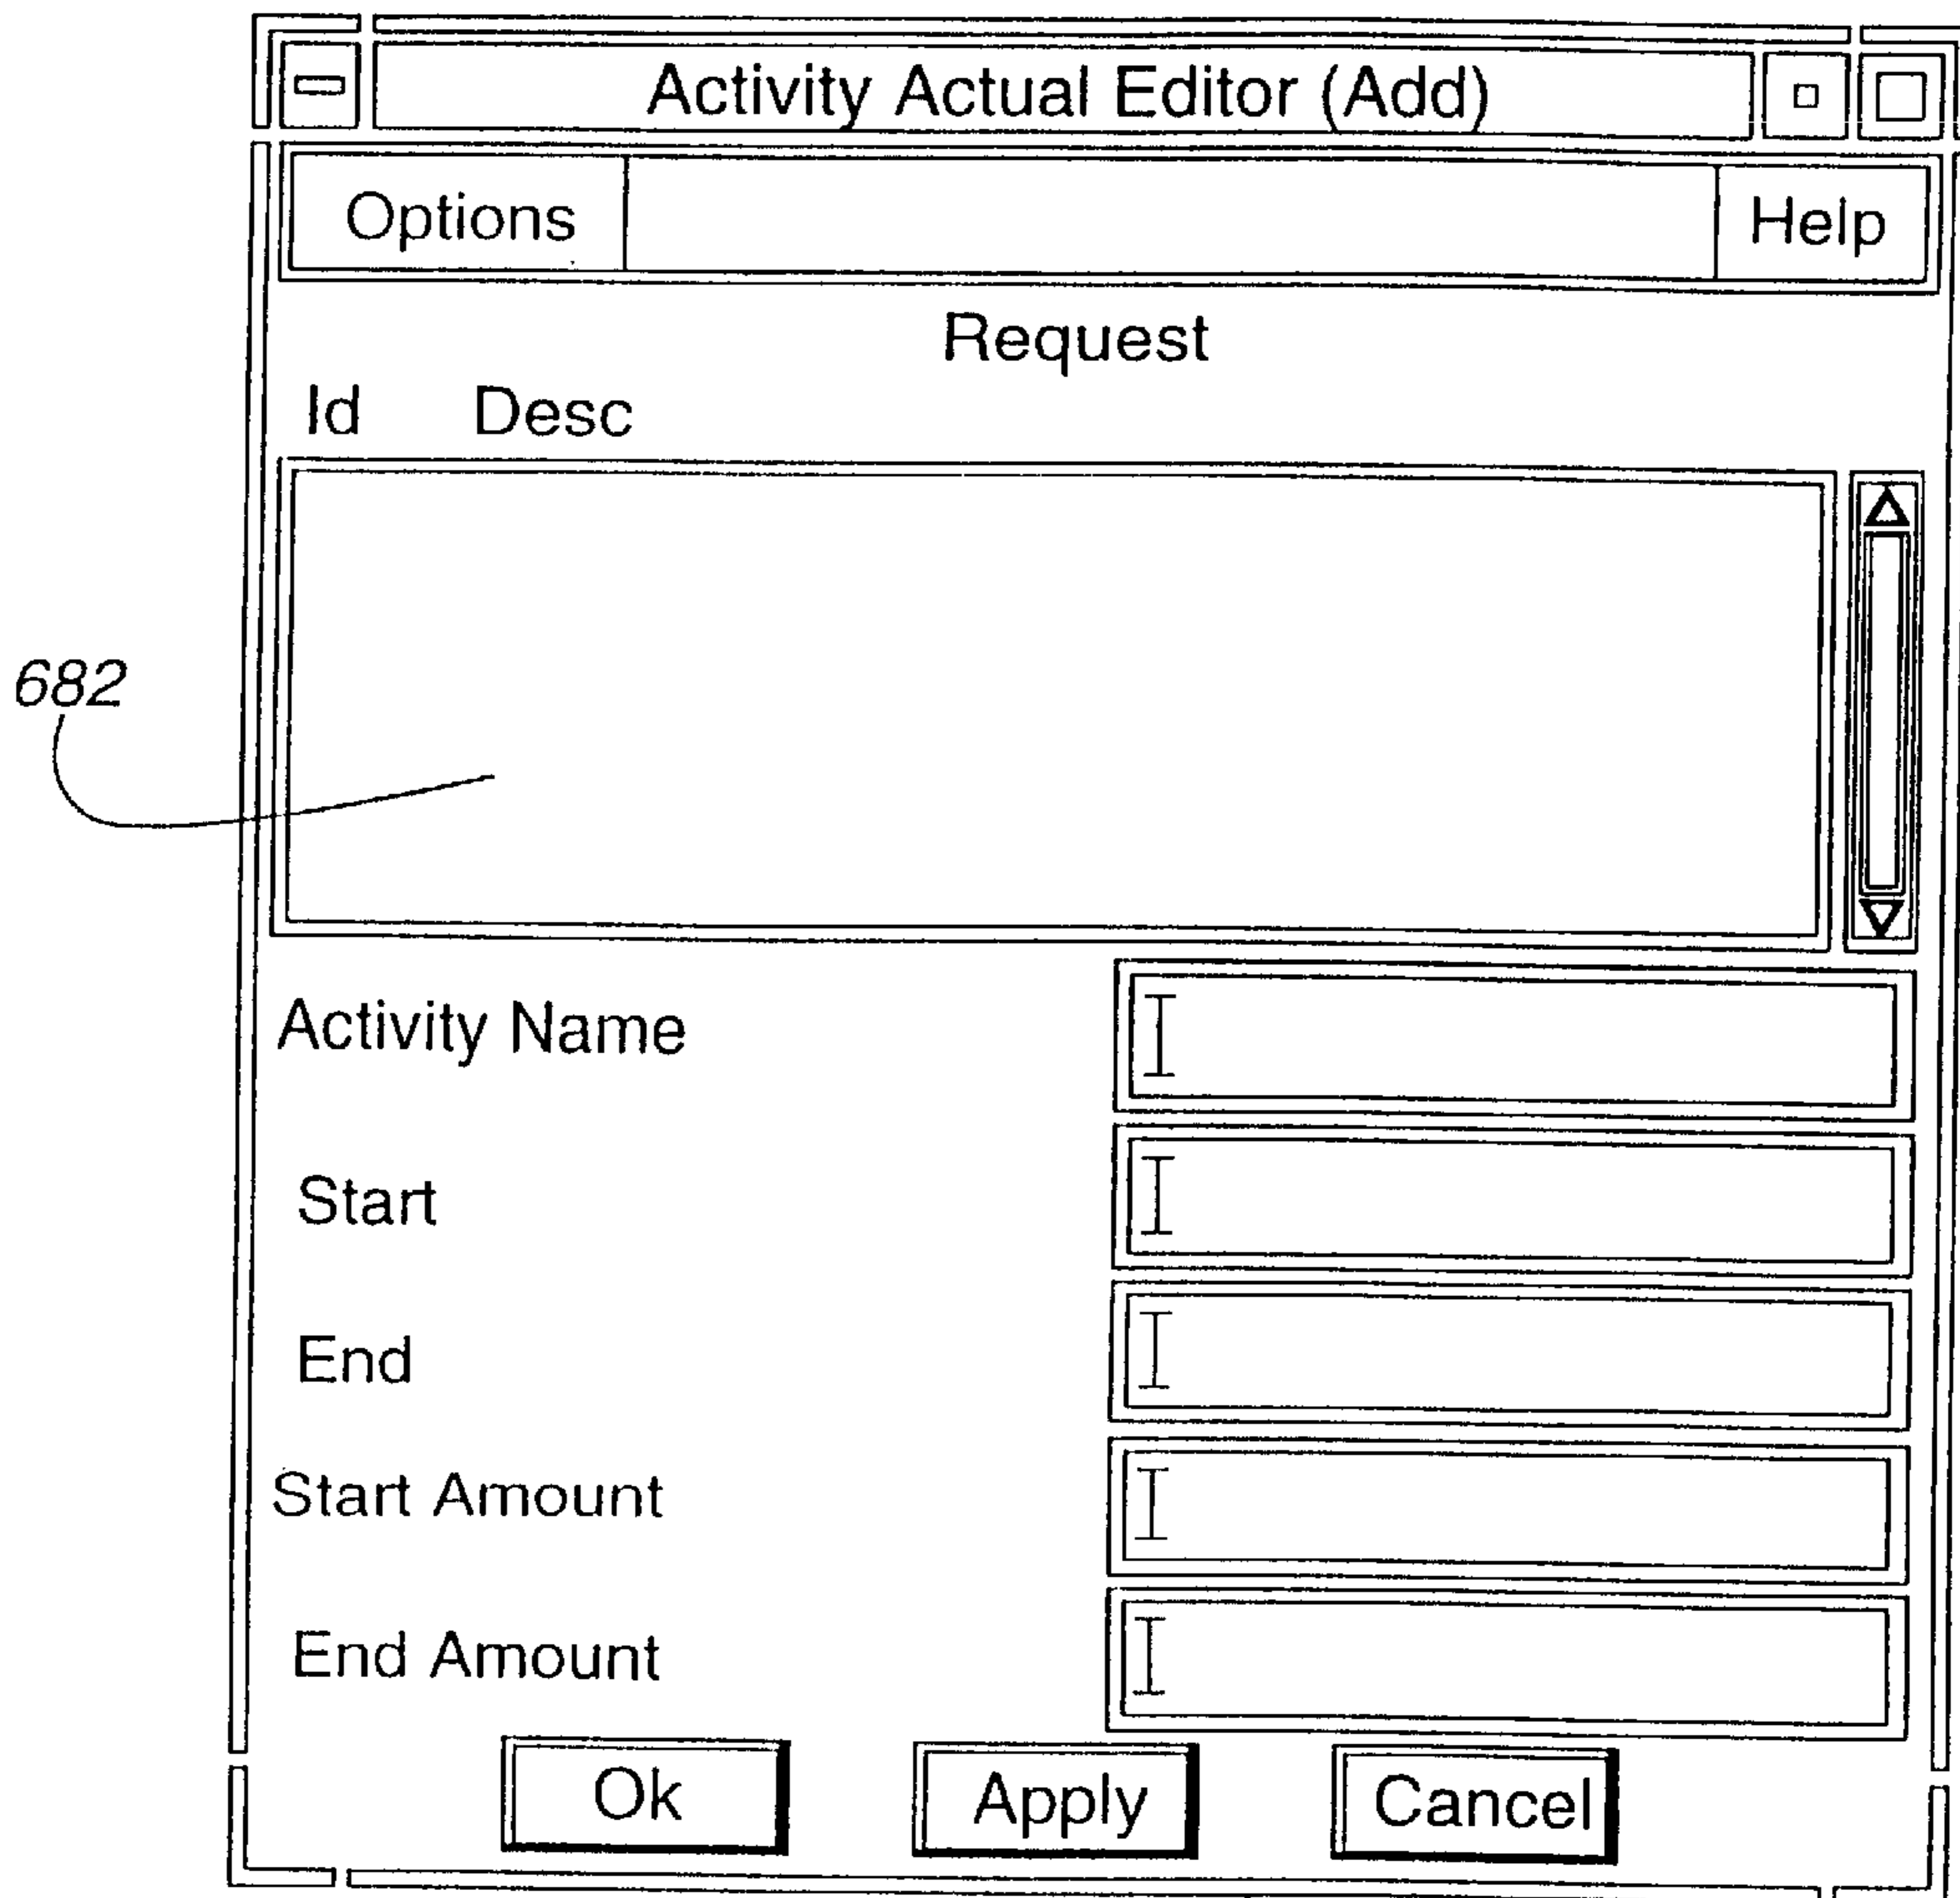 Activity Actual Editor (Add)
Options Help
Request
Id Desc
682
Activity Name
Start
End
Start Amount
End Amount
Ok Apply Cancel